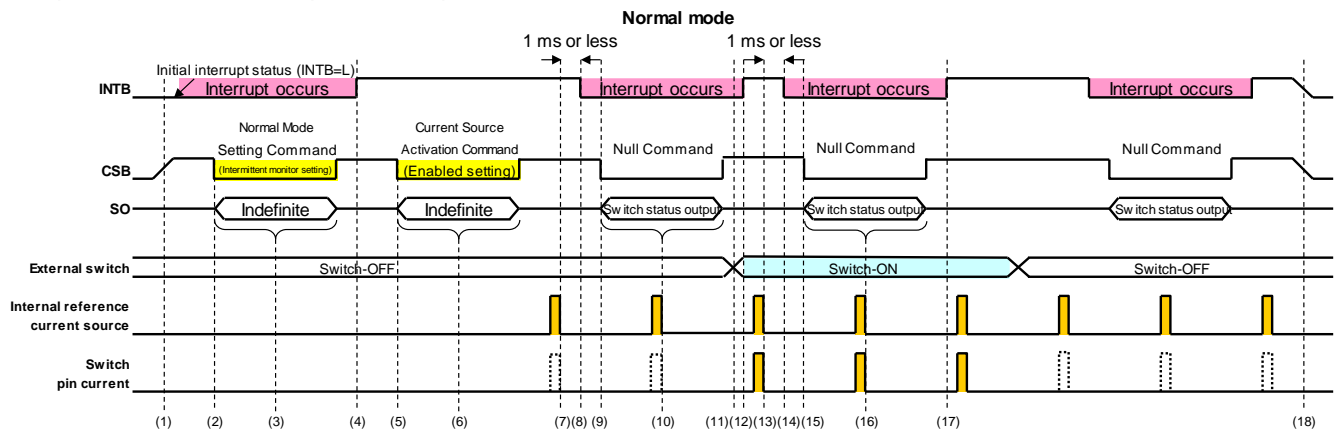 Normal mode
1 ms or less
1 ms or less
Initial interrupt status (INTB=L)
INTB
Interrupt occurs
Interrupt occurs
Interrupt occurs
Interrupt occurs
Normal Mode
Setting Command
(Intermittent monitor setting)
Current Source
Activation Command
(Enabled setting)
Null Command
Null Command
Null Command
CSB
SO
Indefinite
Indefinite
Switch status output
Switch status output
Switch status output
External switch
Switch-OFF
Switch-ON
Switch-OFF
Internal reference
current source
Switch
pin current
(1) (2) (3) (4) (5) (6) (7) (8) (9) (10) (11) (12) (13) (14) (15) (16) (17) (18)